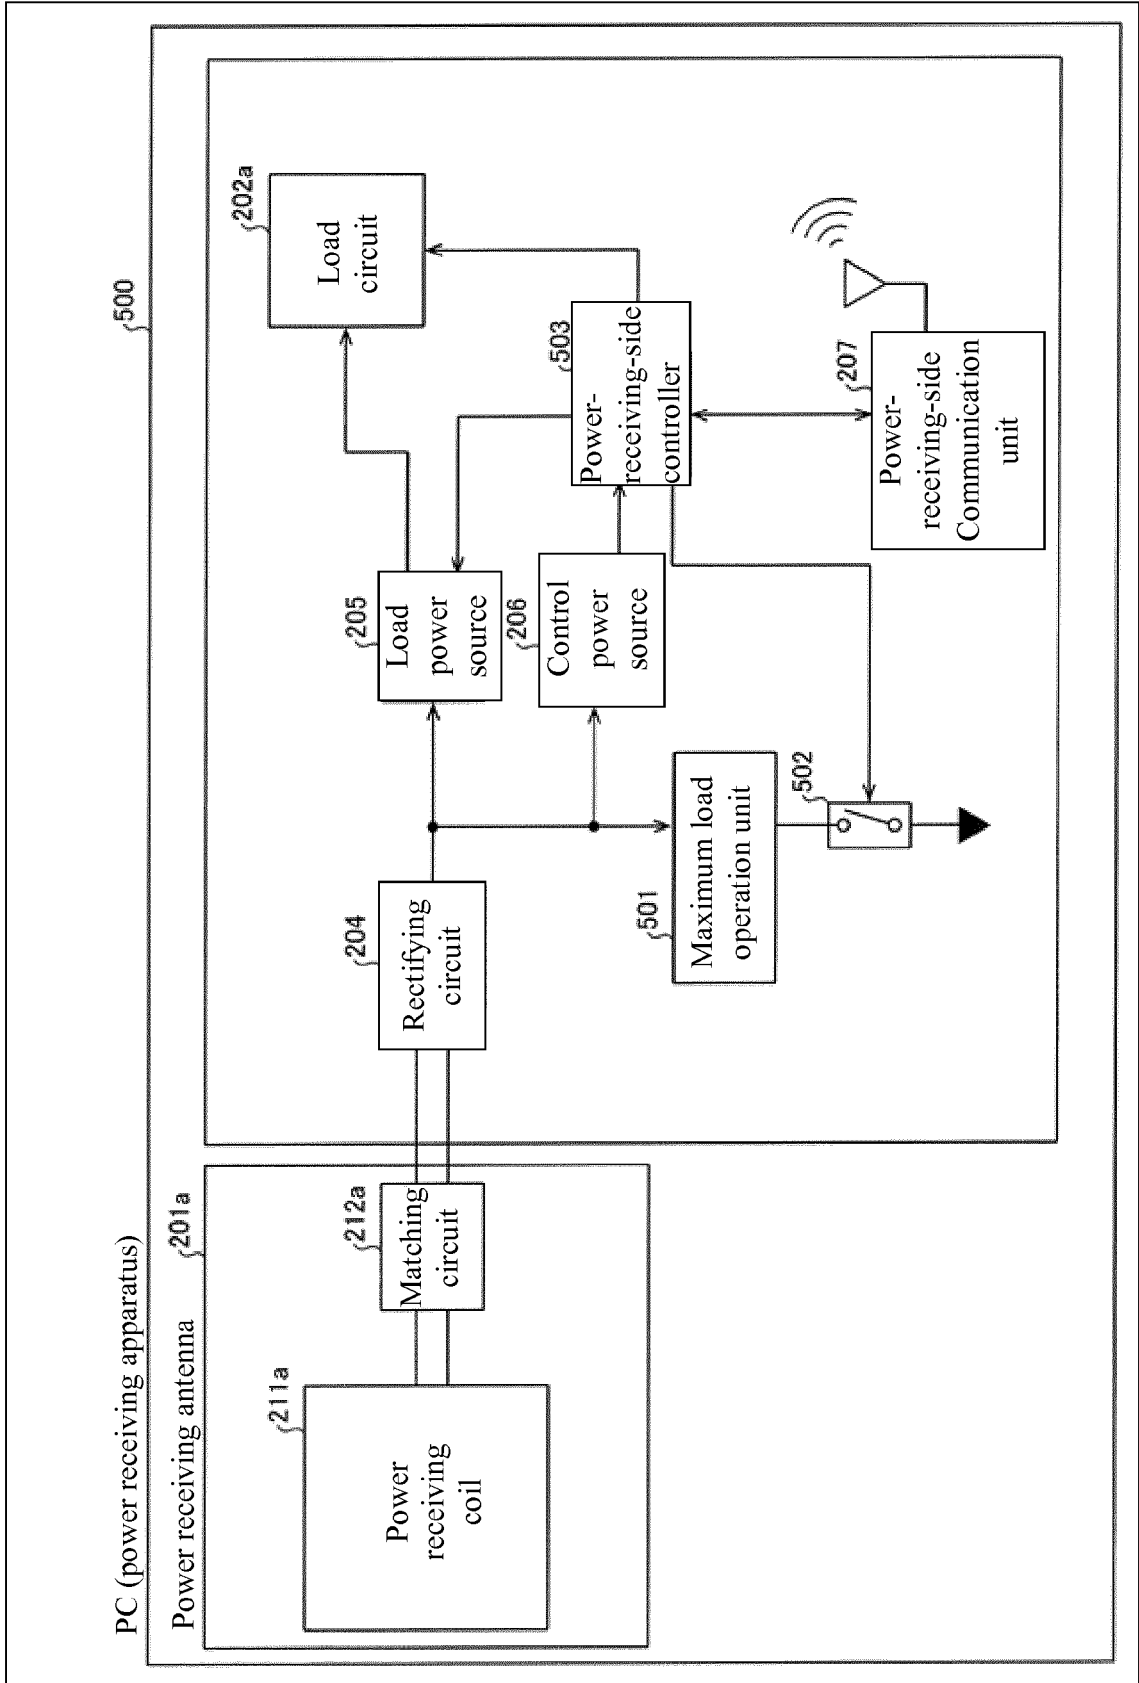 PC (power receiving apparatus)
500
Power receiving antenna
201a
211a
Power
receiving
coil
212a
Matching
circuit
204
Rectifying
circuit
205
Load
power
source
202a
Load
circuit
206
Control
power
source
503
Power-
receiving-side
controller
501
Maximum load
operation unit
502
207
Power-
receiving-side
Communication
unit